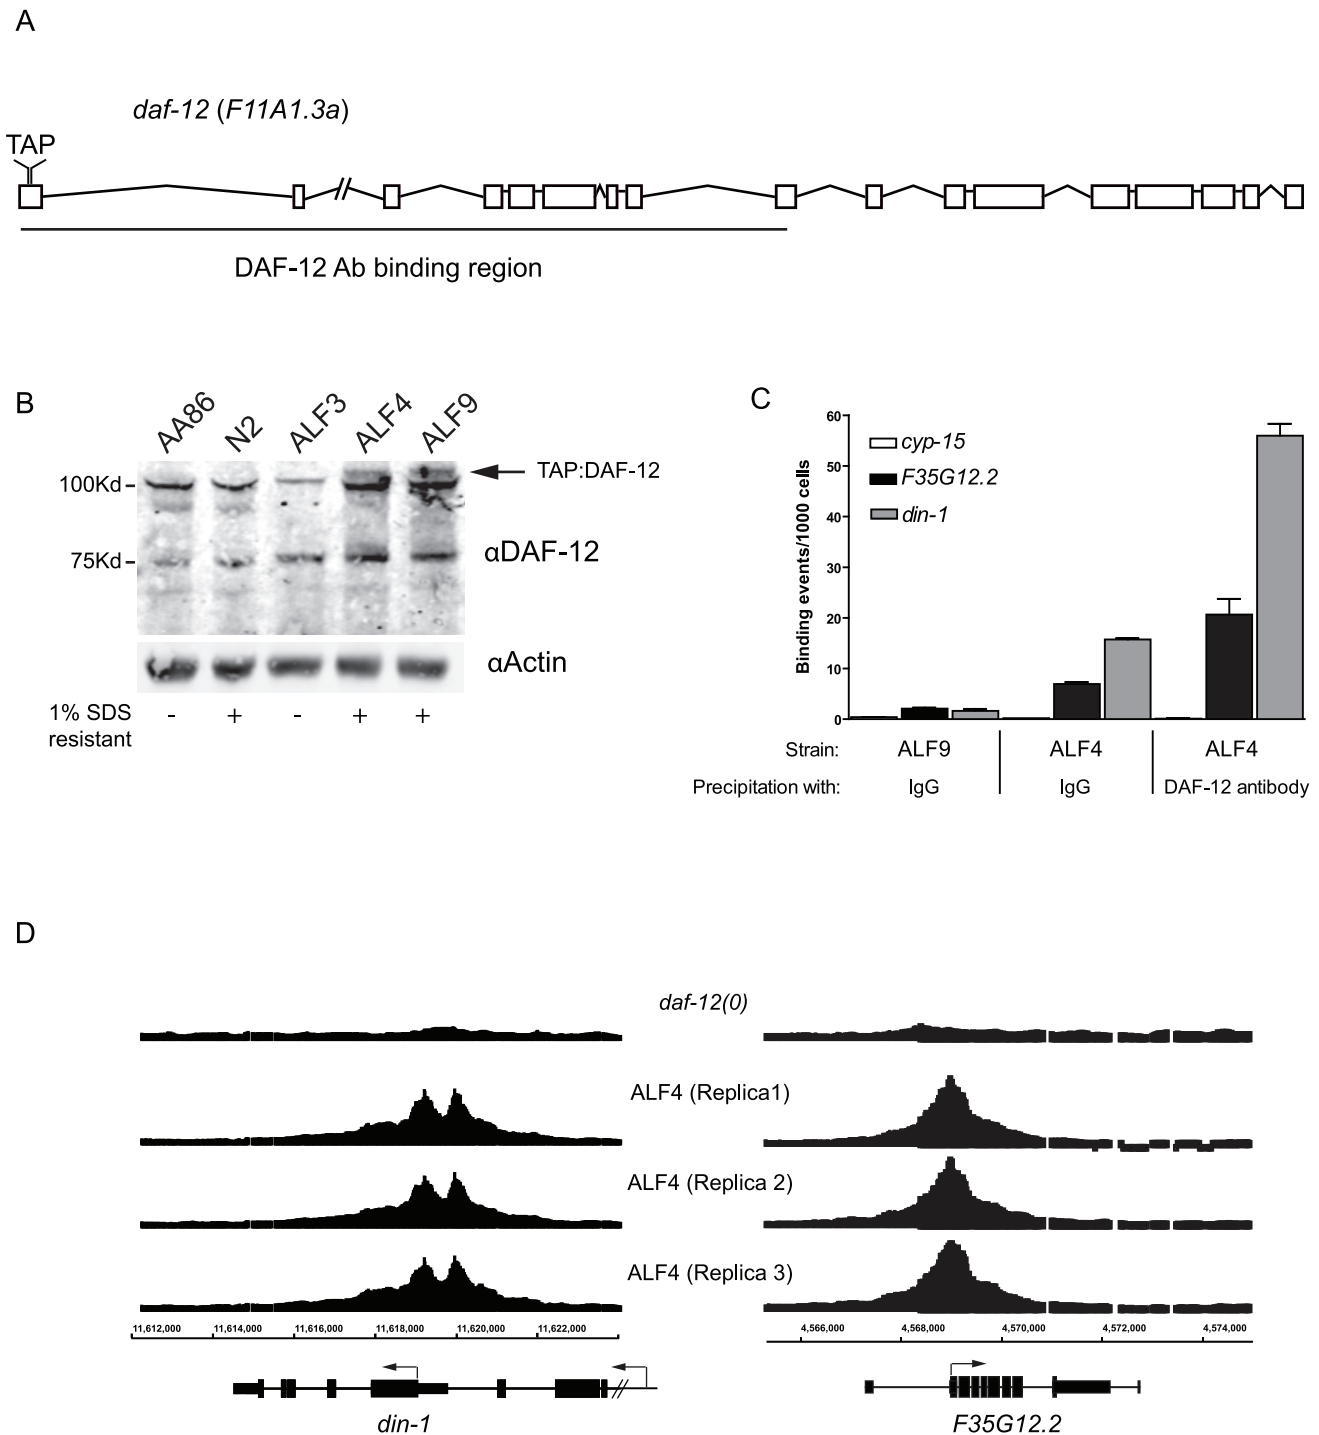 A
daf-12 (F11A1.3a)
TAP
DAF-12 Ab binding region
B
AA86
N2
ALF3
ALF4
ALF9
TAP:DAF-12
100Kd
75Kd
αDAF-12
αActin
1% SDS
resistant
-
+
-
+
+
C
60
50
40
30
20
10
0
Binding events/1000 cells
cyp-15
F35G12.2
din-1
Strain:
ALF9
ALF4
ALF4
Precipitation with:
IgG
IgG
DAF-12 antibody
D
daf-12(0)
ALF4 (Replica1)
ALF4 (Replica 2)
ALF4 (Replica 3)
11,612,000
11,614,000
11,616,000
11,618,000
11,620,000
11,622,000
4,566,000
4,568,000
4,570,000
4,572,000
4,574,000
din-1
F35G12.2